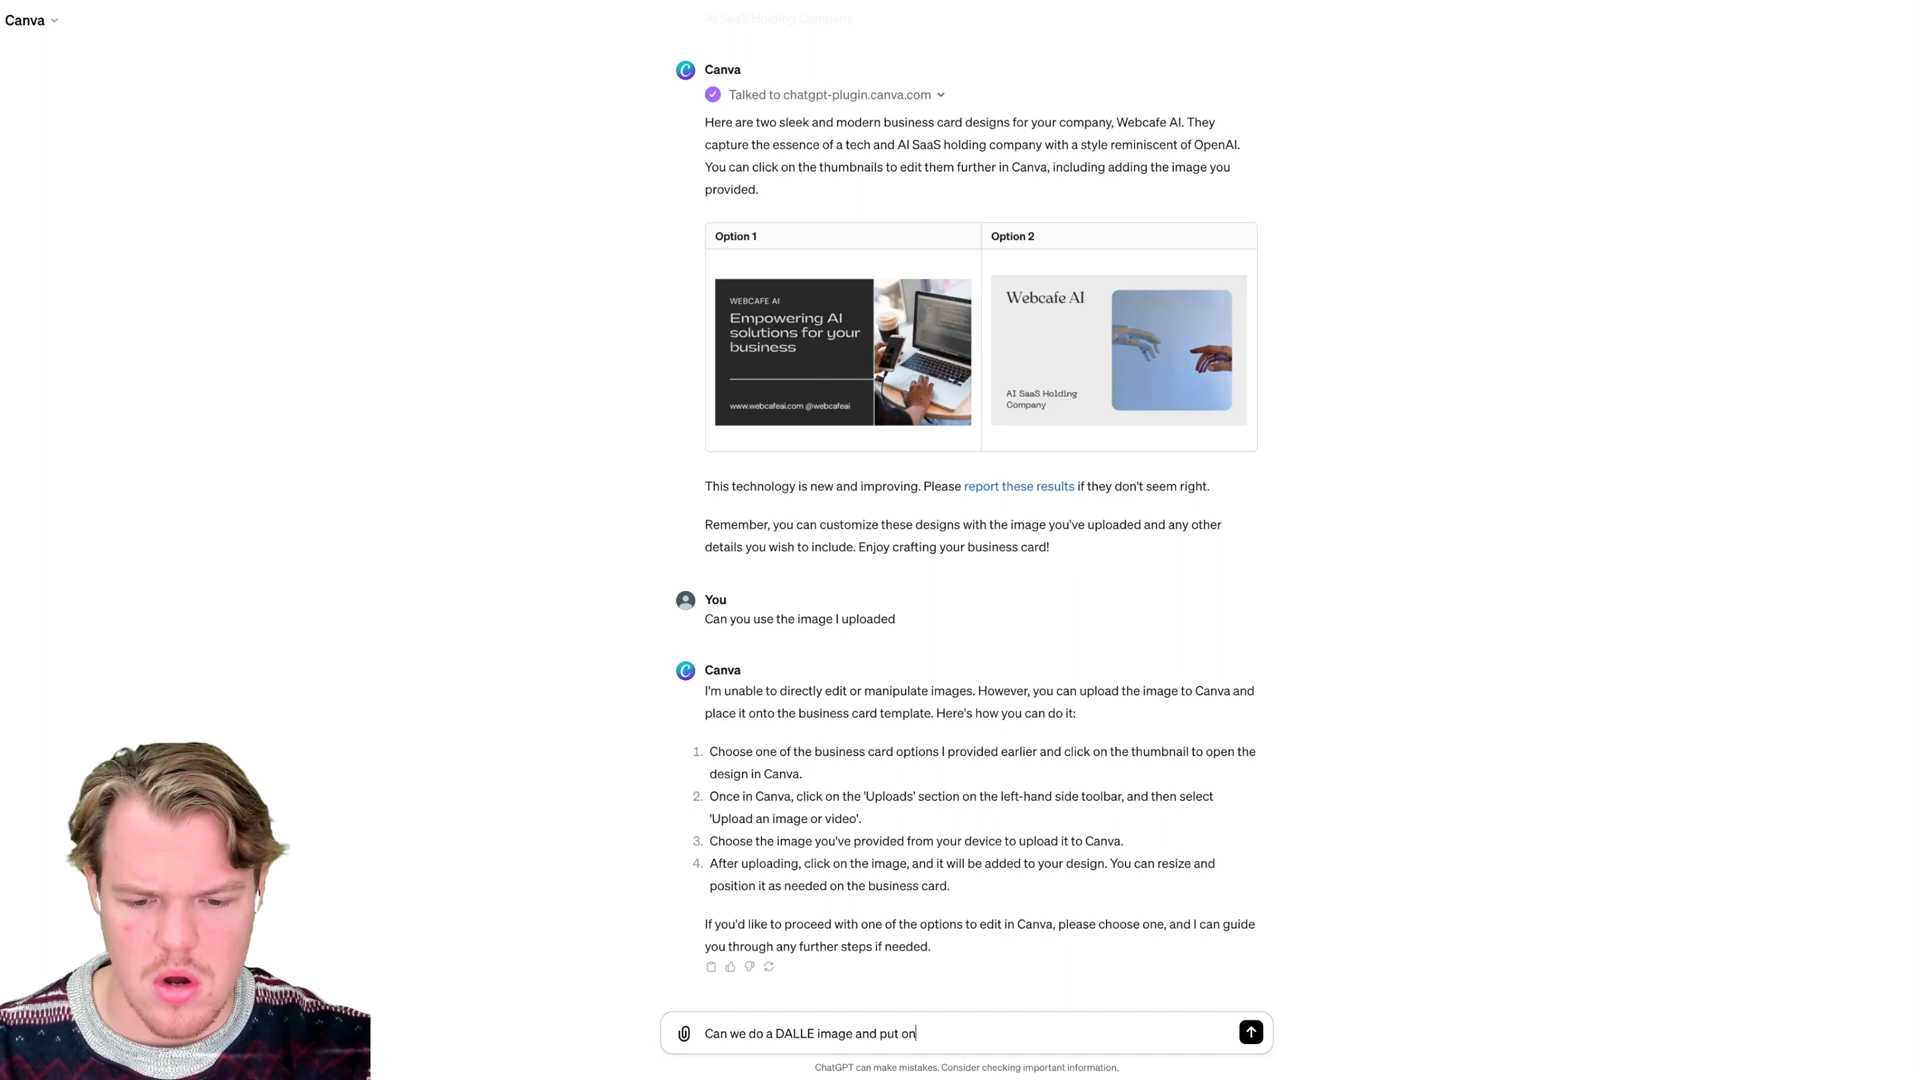 Canva
AI SaaS Holding Company
Canva
Talked to chatgpt-plugin.canva.com
Here are two sleek and modern business card designs for your company, Webcafe AI. They
capture the essence of a tech and AI SaaS holding company with a style reminiscent of OpenAI.
You can click on the thumbnails to edit them further in Canva, including adding the image you
provided.
Option 1
Option 2
WEBCAFE AI
Empowering AI
solutions for your
business
www.webcafeai.com @webcafeai
Webcafe AI
AI SaaS Holding
Company
This technology is new and improving. Please report these results if they don't seem right.
Remember, you can customize these designs with the image you've uploaded and any other
details you wish to include. Enjoy crafting your business card!
You
Can you use the image I uploaded
Canva
I'm unable to directly edit or manipulate images. However, you can upload the image to Canva and
place it onto the business card template. Here's how you can do it:
1. Choose one of the business card options I provided earlier and click on the thumbnail to open the
design in Canva.
2. Once in Canva, click on the 'Uploads' section on the left-hand side toolbar, and then select
'Upload an image or video'.
3. Choose the image you've provided from your device to upload it to Canva.
4. After uploading, click on the image, and it will be added to your design. You can resize and
position it as needed on the business card.
If you'd like to proceed with one of the options to edit in Canva, please choose one, and I can guide
you through any further steps if needed.
Can we do a DALLE image and put on
ChatGPT can make mistakes. Consider checking important information.